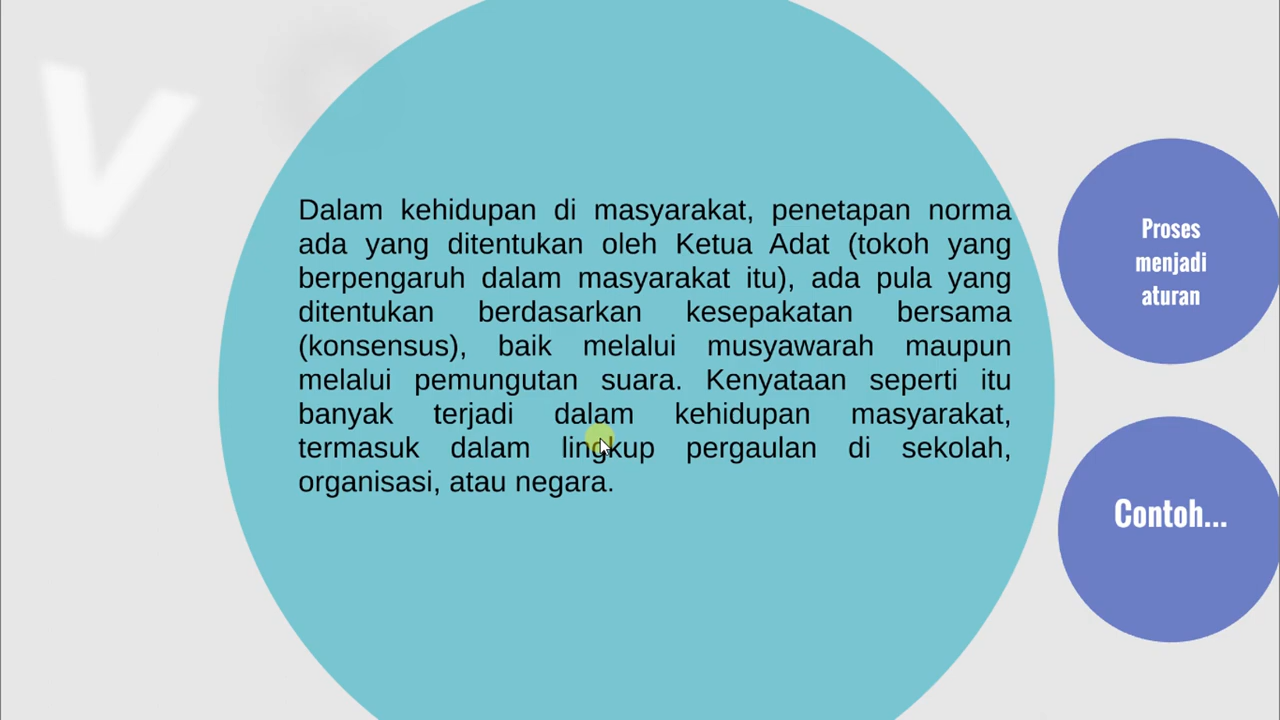 V
Dalam kehidupan di masyarakat, penetapan norma
ada yang ditentukan oleh Ketua Adat (tokoh yang
berpengaruh dalam masyarakat itu), ada pula yang
ditentukan berdasarkan kesepakatan bersama
(konsensus), baik melalui musyawarah maupun
melalui pemungutan suara. Kenyataan seperti itu
banyak terjadi dalam kehidupan masyarakat,
termasuk dalam lingkup pergaulan di sekolah,
organisasi, atau negara.
Proses
menjadi
aturan
Contoh...